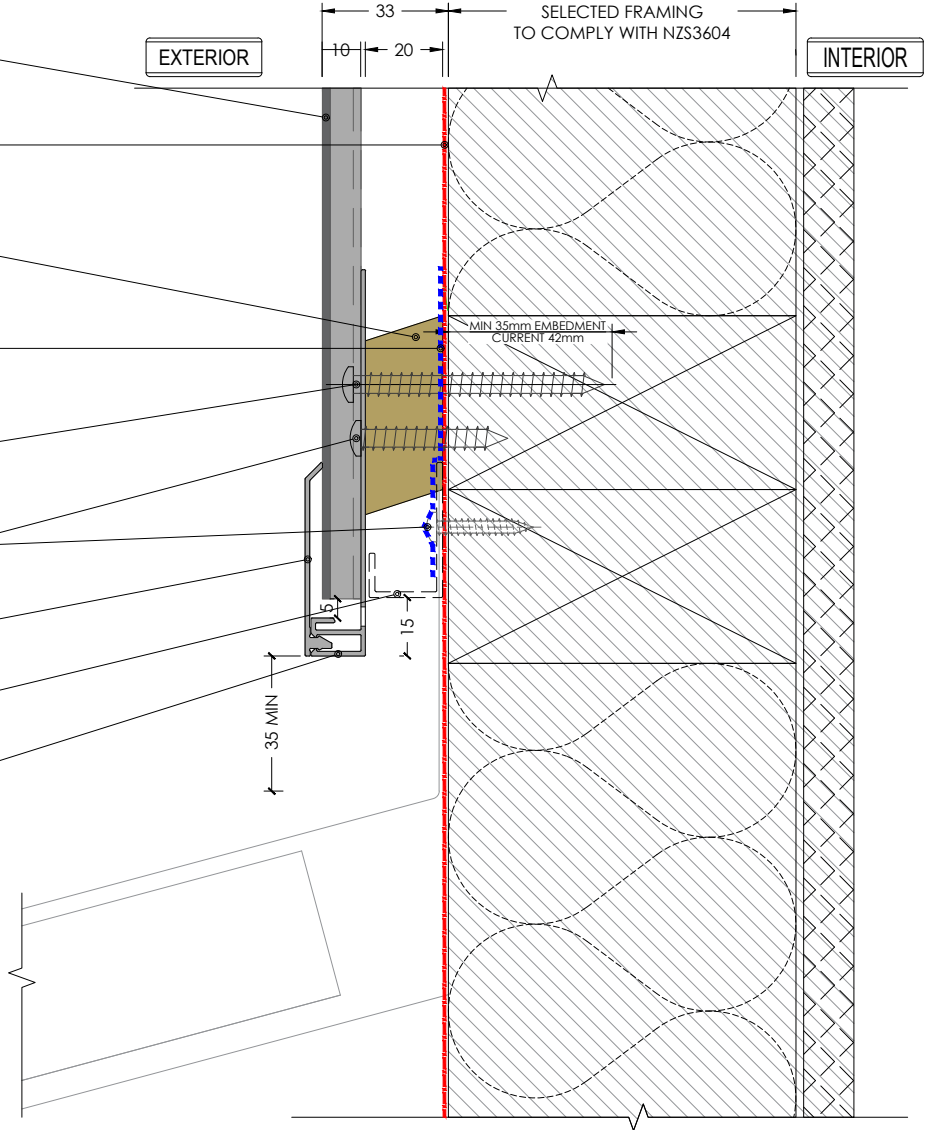 33
SELECTED FRAMING
TO COMPLY WITH NZS3604
10
20
EXTERIOR
INTERIOR
MIN 35mm EMBEDMENT
CURRENT 42mm
5
15
35 MIN